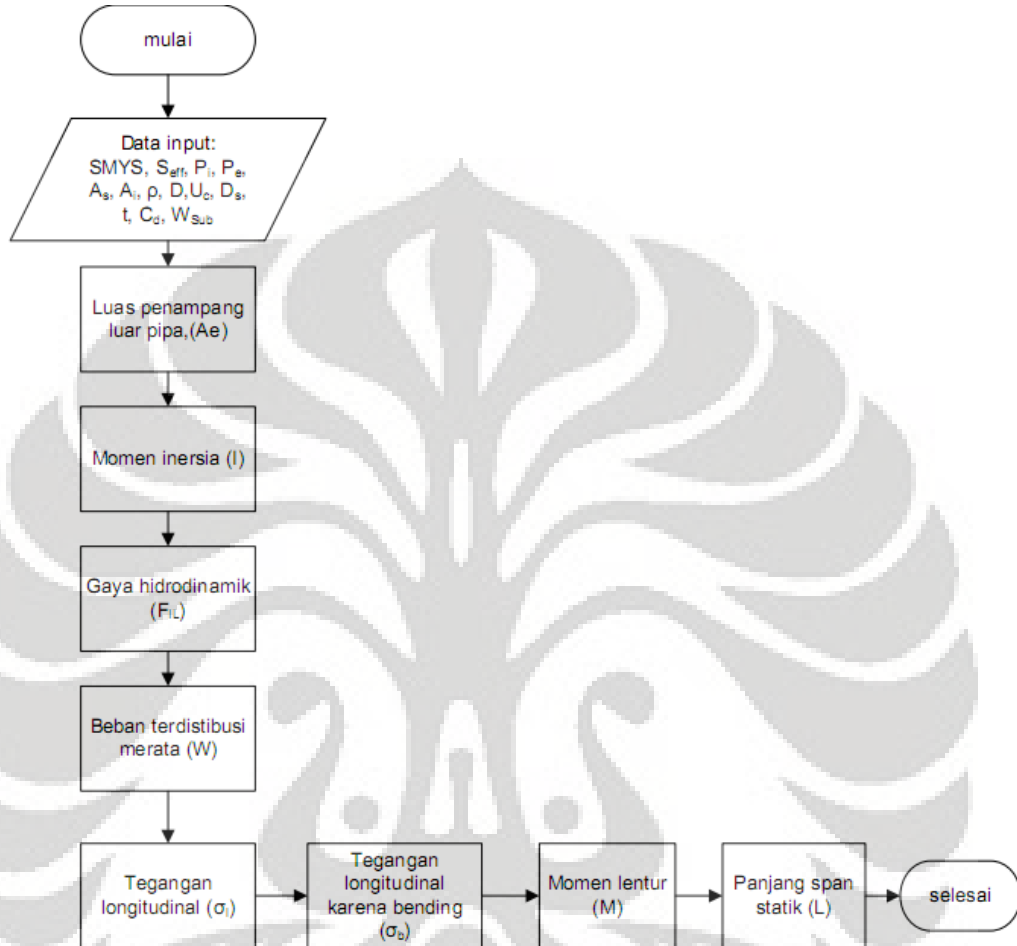 mulai
Data input:
SMYS, Seff, Pi, Pe,
As, Ai, ρ, D,Uc, Ds,
t, Cd, WSub
Luas penampang
luar pipa,(Ae)
Momen inersia (I)
Gaya hidrodinamik
(FIL)
Beban terdistibusi
merata (W)
Tegangan
longitudinal (σl)
Tegangan
longitudinal
karena bending
(σb)
Momen lentur
(M)
Panjang span
statik (L)
selesai